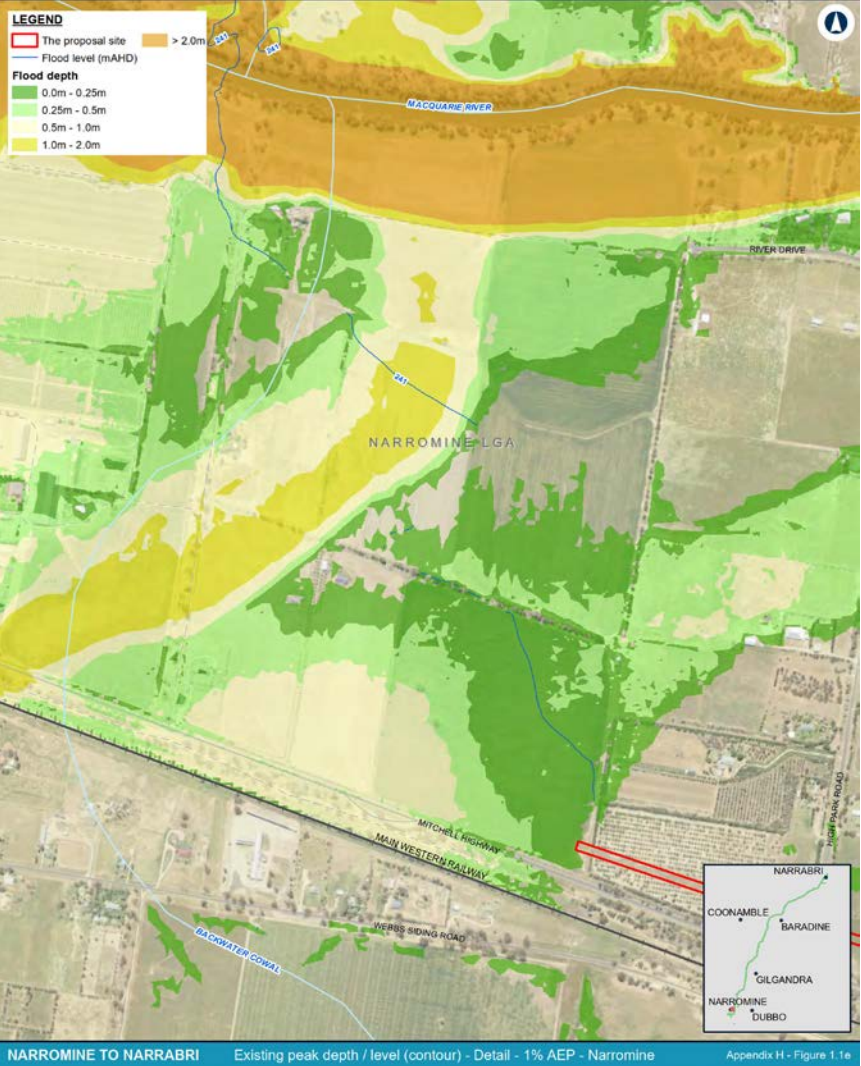 LEGEND
The proposal site
> 2.0m
Flood level (mAHD)
Flood depth
0.0m - 0.25m
0.25m - 0.5m
0.5m - 1.0m
1.0m - 2.0m
241
241
MACQUARIE RIVER
RIVER DRIVE
241
NARROMINE LGA
HIGH PARK ROAD
MITCHELL HIGHWAY
MAIN WESTERN RAILWAY
WEBBS SIDING ROAD
BACKWATER COWAL
NARRABRI
COONAMBLE
BARADINE
GILGANDRA
NARROMINE
DUBBO
NARROMINE TO NARRABRI
Existing peak depth / level (contour) - Detail - 1% AEP - Narromine
Appendix H - Figure 1.1e